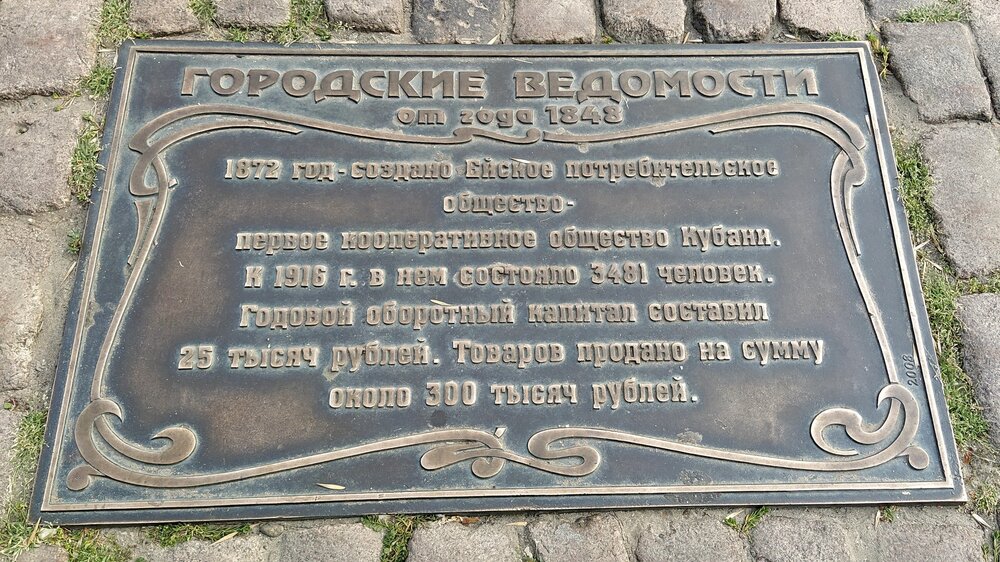 ГОРОДСКИЕ ВЕДОМОСТИ
от года 1848
1872 год - создано Ейское потребительское
общество -
первое кооперативное общество Кубани.
К 1916 г. в нем состояло 3481 человек.
Годовой оборотный капитал составил
25 тысяч рублей. Товаров продано на сумму
около 300 тысяч рублей.
2008